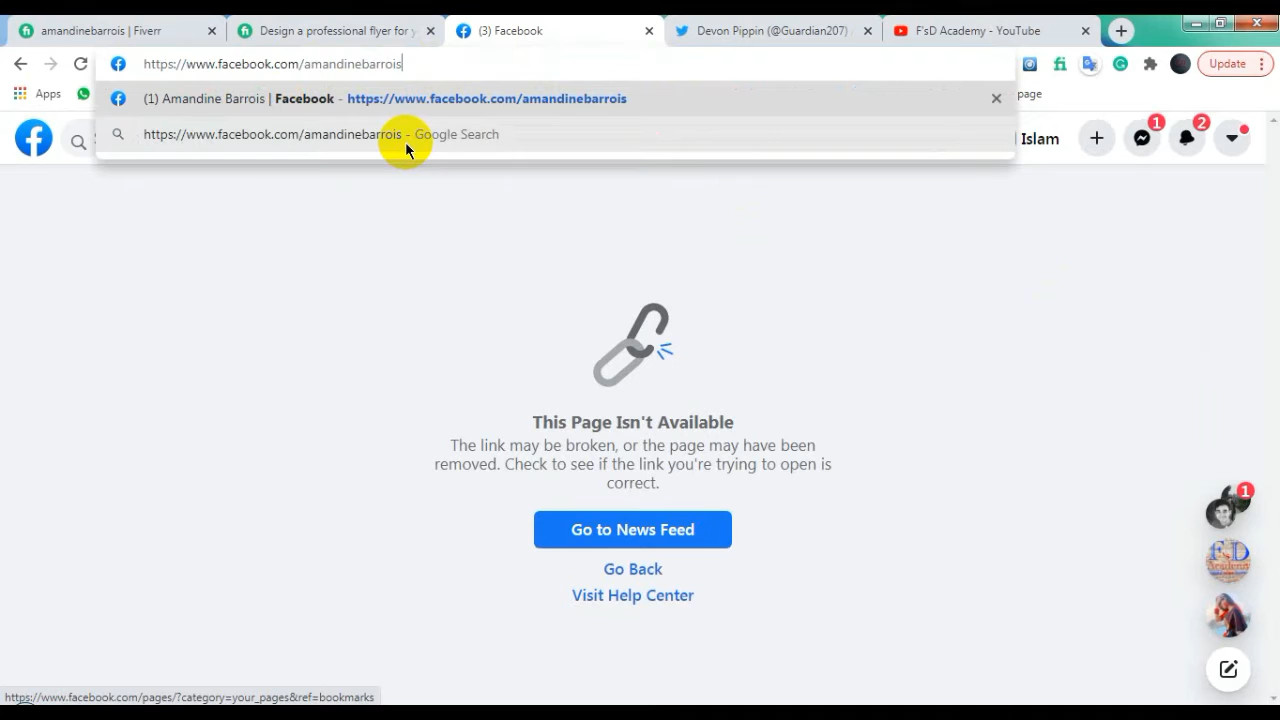 amandinebarrois | Fiverr
Design a professional flyer for y
(3) Facebook
Devon Pippin (@Guardian207)
F'sD Academy - YouTube
https://www.facebook.com/amandinebarrois
Update
(1) Amandine Barrois | Facebook - https://www.facebook.com/amandinebarrois
https://www.facebook.com/amandinebarrois - Google Search
Apps
page
Islam
1
2
This Page Isn't Available
The link may be broken, or the page may have been
removed. Check to see if the link you're trying to open is
correct.
Go to News Feed
Go Back
Visit Help Center
1
F'sD
Academy
https://www.facebook.com/pages/?category=your_pages&ref=bookmarks